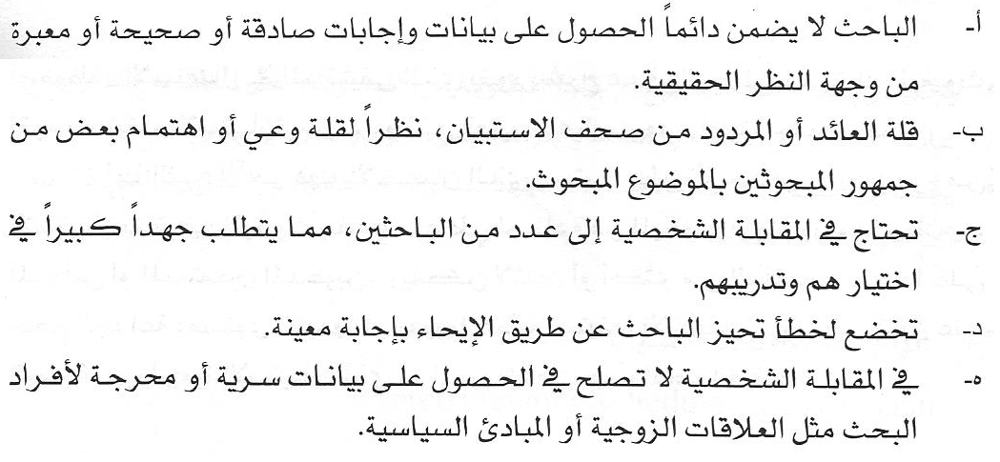 أ- الباحث لا يضمن دائماً الحصول على بيانات وإجابات صادقة أو صحيحة أو معبرة
من وجهة النظر الحقيقية.
ب- قلة العائد أو المردود من صحف الاستبيان، نظراً لقلة وعي أو اهتمام بعض من
جمهور المبحوثين بالموضوع المبحوث.
ج- تحتاج في المقابلة الشخصية إلى عدد من الباحثين، مما يتطلب جهداً كبيراً في
اختيار هم وتدريبهم.
د- تخضع لخطأ تحيز الباحث عن طريق الإيحاء بإجابة معينة.
ه- في المقابلة الشخصية لا تصلح في الحصول على بيانات سرية أو محرجة لأفراد
البحث مثل العلاقات الزوجية أو المبادئ السياسية.